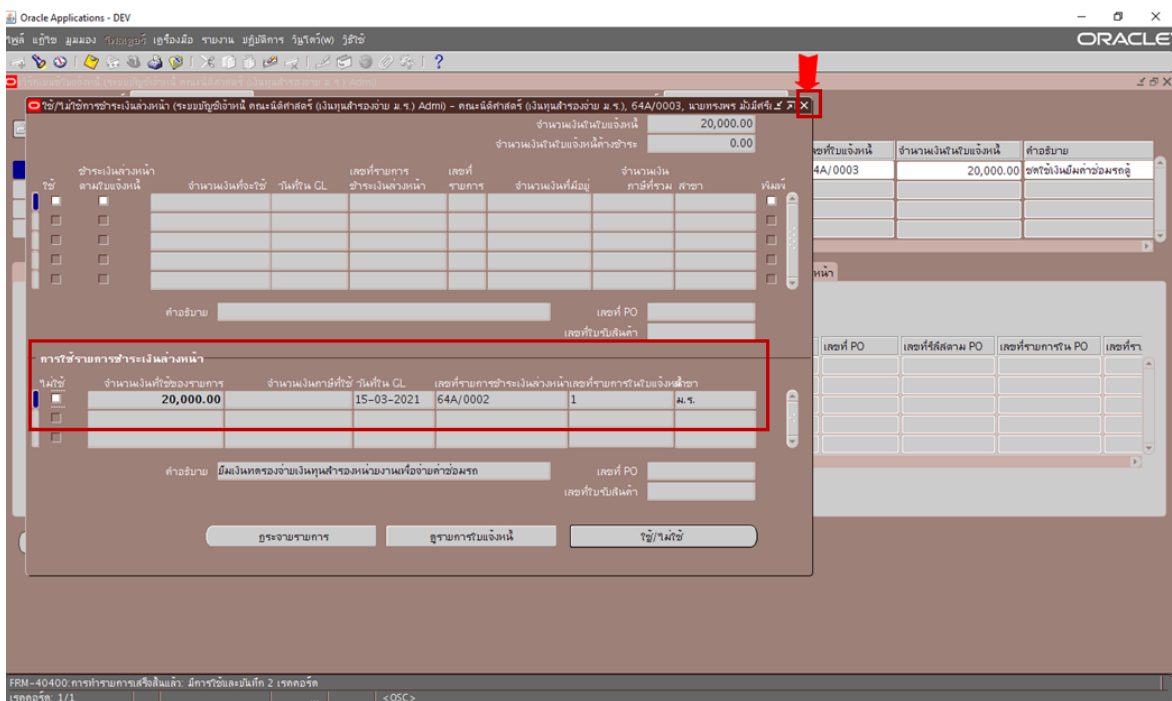 Oracle Applications - DEV
ไฟล์ แก้ไข มุมมอง โฟลเดอร์ เครื่องมือ รายงาน ปฏิบัติการ วินโดว์(W) วิธีใช้
ORACLE
ใช้/ไม่ใช้การชำระเงินล่วงหน้า (ระบบบัญชีเจ้าหนี้ คณะนิติศาสตร์ (เงินทุนสำรองจ่าย ม.ร.) Admi) - คณะนิติศาสตร์ (เงินทุนสำรองจ่าย ม.ร.), 64A/0003, นายทรงพร
จำนวนเงินในใบแจ้งหนี้ 20,000.00
จำนวนเงินในใบแจ้งหนี้ค้างชำระ 0.00
ขที่ใบแจ้งหนี้ จำนวนเงินในใบแจ้งหนี้ คำอธิบาย
4A/0003 20,000.00 ชดใช้เงินยืมค่าซ่อมรถตู้
ชำระเงินล่วงหน้า เลขที่รายการ เลขที่ จำนวนเงิน
ใช้ ตามใบแจ้งหนี้ จำนวนเงินที่จะใช้ วันที่ใน GL ชำระเงินล่วงหน้า รายการ จำนวนเงินที่มีอยู่ ภาษีที่รวม สาขา พิมพ์
หน้า
คำอธิบาย เลขที่ PO
เลขที่ใบรับสินค้า
เลขที่ PO เลขที่รีลีสตาม PO เลขที่รายการใน PO เลขที่รา
การใช้รายการชำระเงินล่วงหน้า
ไม่ใช้ จำนวนเงินที่ใช้ของรายการ จำนวนเงินภาษีที่ใช้ วันที่ใน GL เลขที่รายการชำระเงินล่วงหน้า เลขที่รายการในใบแจ้งหนี้ สาขา
20,000.00 15-03-2021 64A/0002 1 ม.ร.
คำอธิบาย ยืมเงินทดรองจ่ายเงินทุนสำรองหน่วยงานเพื่อจ่ายค่าซ่อมรถ เลขที่ PO
เลขที่ใบรับสินค้า
กระจายรายการ ดูรายการใบแจ้งหนี้ ใช้/ไม่ใช้
FRM-40400:การทำรายการเสร็จสิ้นแล้ว: มีการใช้และบันทึก 2 เรคคอร์ด
เรคคอร์ด: 1/1 ... <OSC>